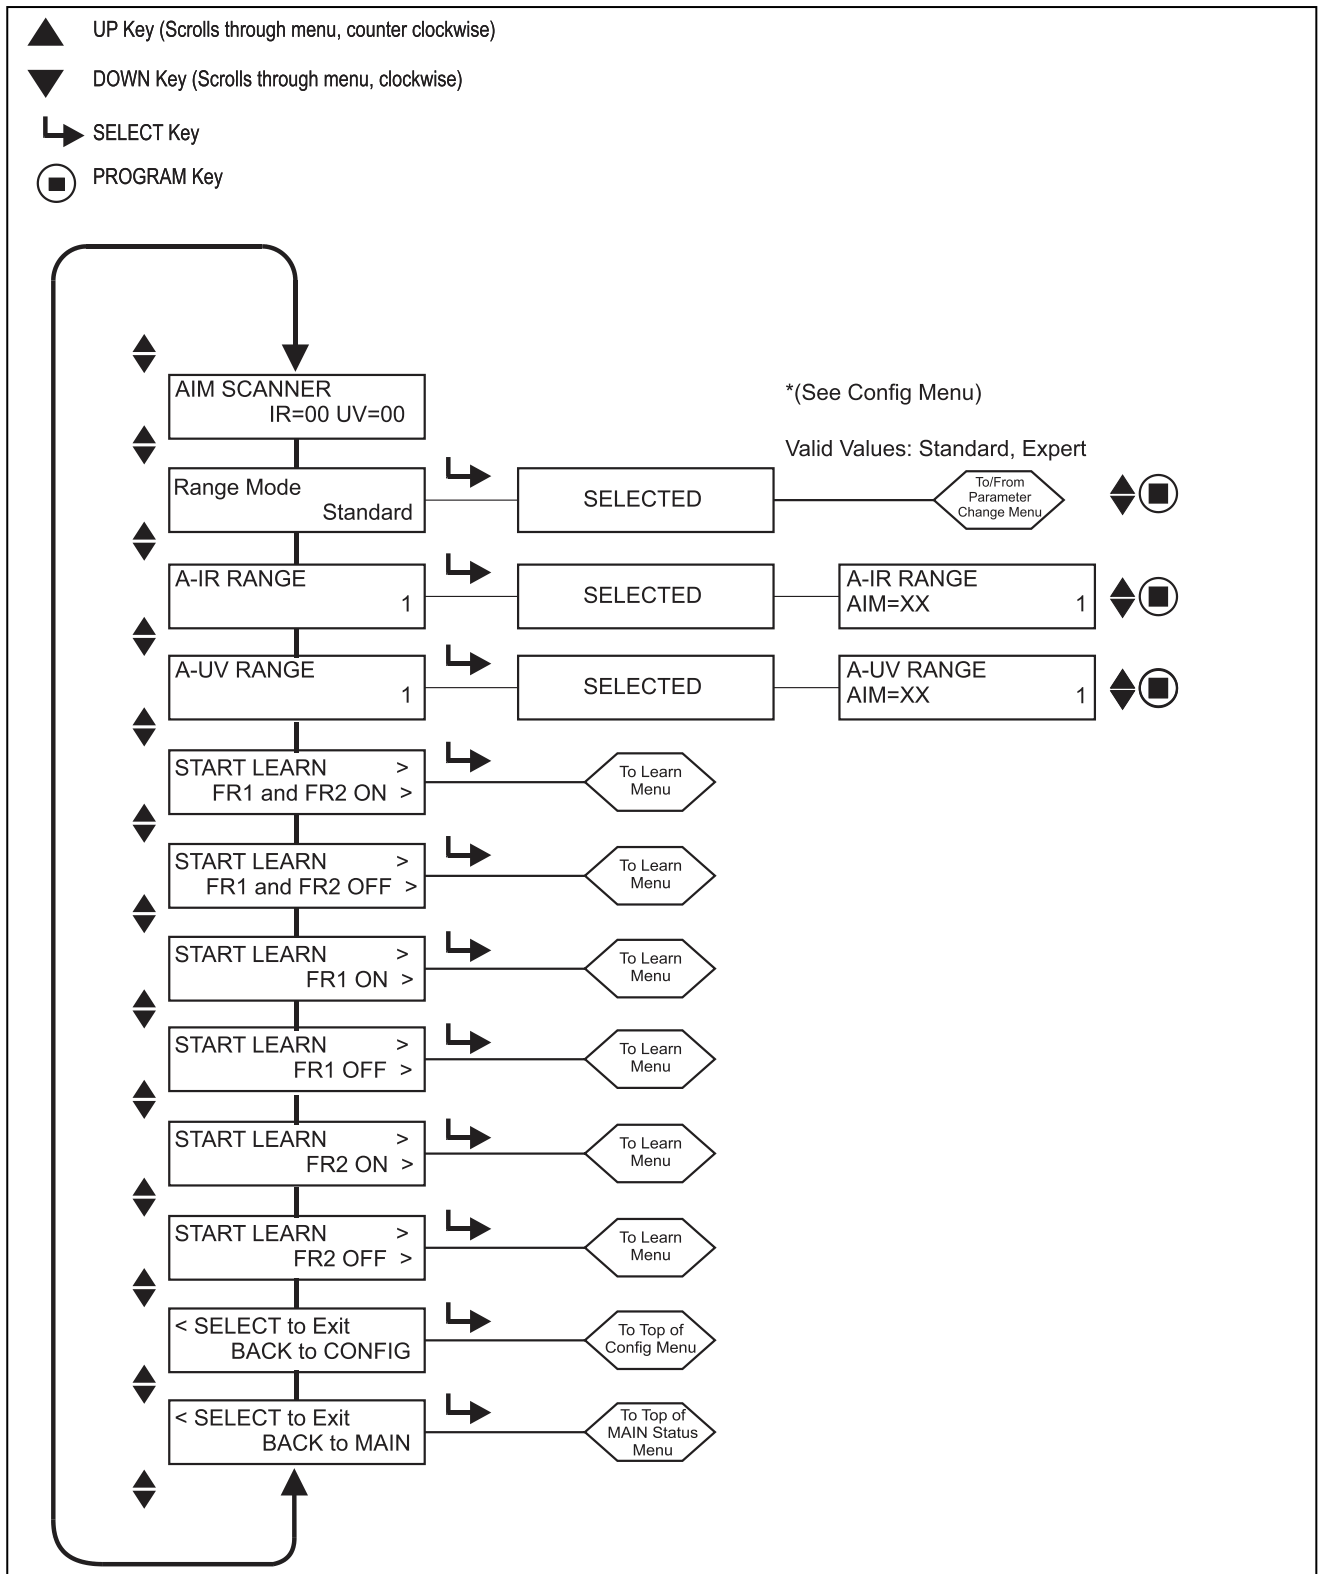 UP Key (Scrolls through menu, counter clockwise)
DOWN Key (Scrolls through menu, clockwise)
SELECT Key
PROGRAM Key
AIM SCANNER
IR=00 UV=00
*(See Config Menu)
Valid Values: Standard, Expert
Range Mode
Standard
SELECTED
To/From
Parameter
Change Menu
A-IR RANGE
1
SELECTED
A-IR RANGE
AIM=XX 1
A-UV RANGE
1
SELECTED
A-UV RANGE
AIM=XX 1
START LEARN >
FR1 and FR2 ON >
To Learn
Menu
START LEARN >
FR1 and FR2 OFF >
To Learn
Menu
START LEARN >
FR1 ON >
To Learn
Menu
START LEARN >
FR1 OFF >
To Learn
Menu
START LEARN >
FR2 ON >
To Learn
Menu
START LEARN >
FR2 OFF >
To Learn
Menu
< SELECT to Exit
BACK to CONFIG
To Top of
Config Menu
< SELECT to Exit
BACK to MAIN
To Top of
MAIN Status
Menu